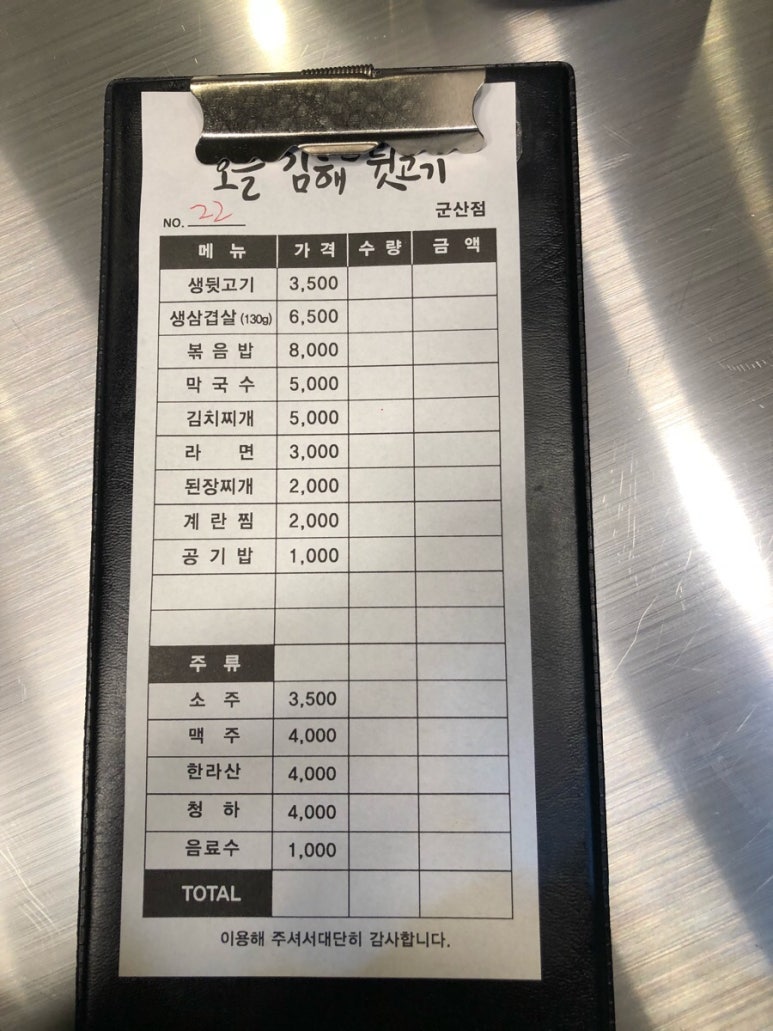 오늘 김해 뒷고기
군산점
NO. 22
메 뉴 가 격 수 량 금 액
생뒷고기 3,500
생삼겹살 (130g) 6,500
볶 음 밥 8,000
막 국 수 5,000
김치찌개 5,000
라 면 3,000
된장찌개 2,000
계 란 찜 2,000
공 기 밥 1,000
주 류
소 주 3,500
맥 주 4,000
한라산 4,000
청 하 4,000
음료수 1,000
TOTAL
이용해 주셔서대단히 감사합니다.